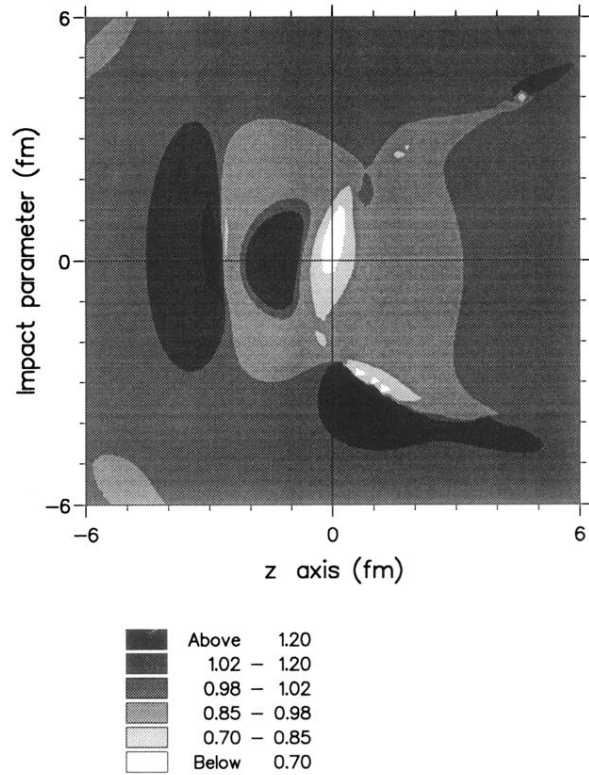 6
Impact parameter (fm)
0
-6
-6
0
6
z axis (fm)
Above 1.20
1.02 - 1.20
0.98 - 1.02
0.85 - 0.98
0.70 - 0.85
Below 0.70